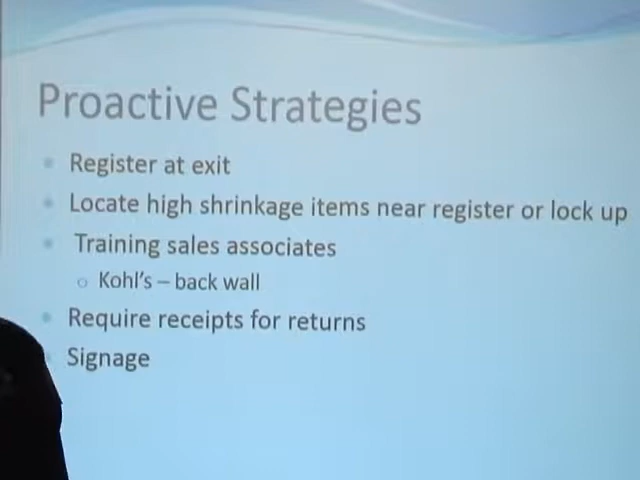 Proactive Strategies
Register at exit
Locate high shrinkage items near register or lock up
Training sales associates
Kohl's – back wall
Require receipts for returns
Signage